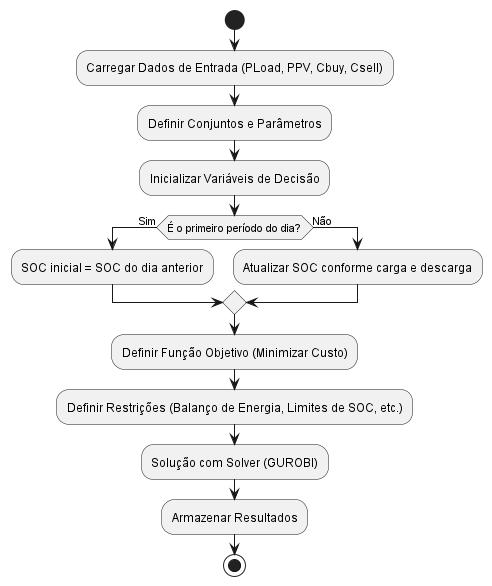 Carregar Dados de Entrada (PLoad, PPV, Cbuy, Csell)
Definir Conjuntos e Parâmetros
Inicializar Variáveis de Decisão
Sim
É o primeiro período do dia?
Não
SOC inicial = SOC do dia anterior
Atualizar SOC conforme carga e descarga
Definir Função Objetivo (Minimizar Custo)
Definir Restrições (Balanço de Energia, Limites de SOC, etc.)
Solução com Solver (GUROBI)
Armazenar Resultados